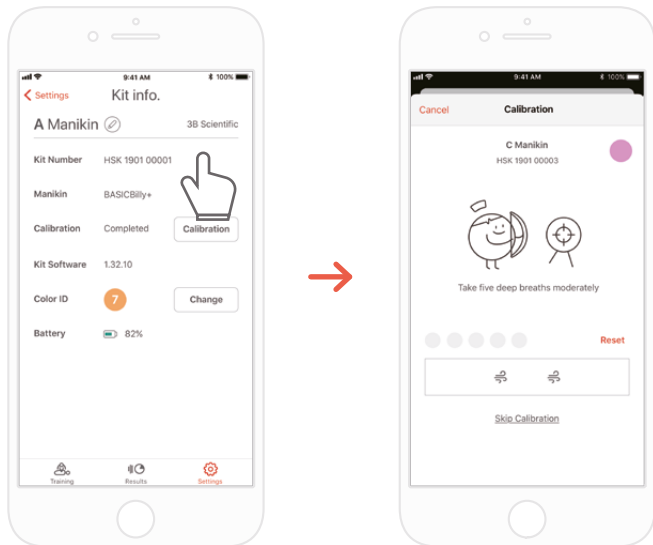 9:41 AM 100%
Settings Kit info.
A Manikin 3B Scientific
Kit Number HSK 1901 00001
Manikin BASICBilly+
Calibration Completed Calibration
Kit Software 1.32.10
Color ID 7 Change
Battery 82%
Training Results Settings
9:41 AM 100%
Cancel Calibration
C Manikin
HSK 1901 00003
Take five deep breaths moderately
Reset
Skip Calibration